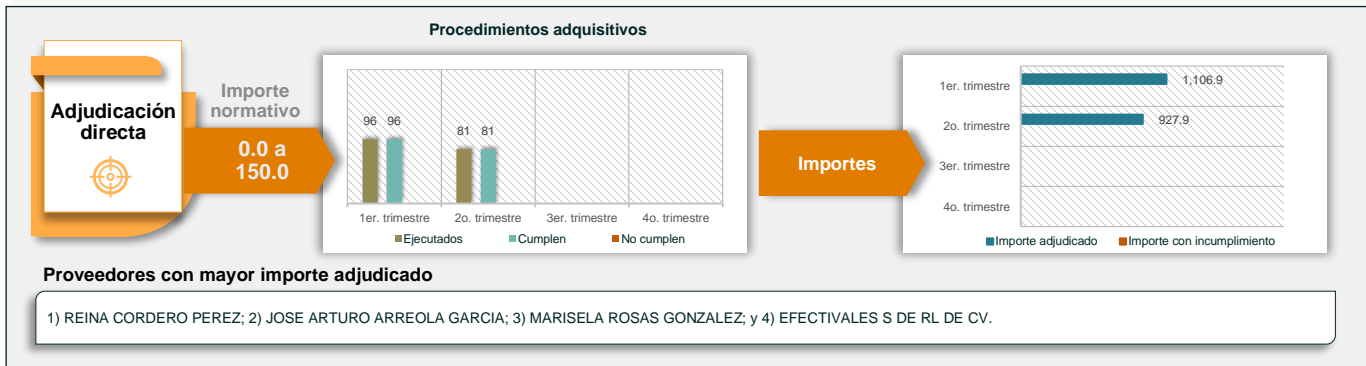 Procedimientos adquisitivos
Adjudicación
directa
Importe
normativo
0.0 a
150.0
96 96
81 81
1er. trimestre 2o. trimestre 3er. trimestre 4o. trimestre
Ejecutados Cumplen No cumplen
Importes
1er. trimestre 1,106.9
2o. trimestre 927.9
3er. trimestre
4o. trimestre
Importe adjudicado Importe con incumplimiento
Proveedores con mayor importe adjudicado
1) REINA CORDERO PEREZ; 2) JOSE ARTURO ARREOLA GARCIA; 3) MARISELA ROSAS GONZALEZ; y 4) EFECTIVALES S DE RL DE CV.